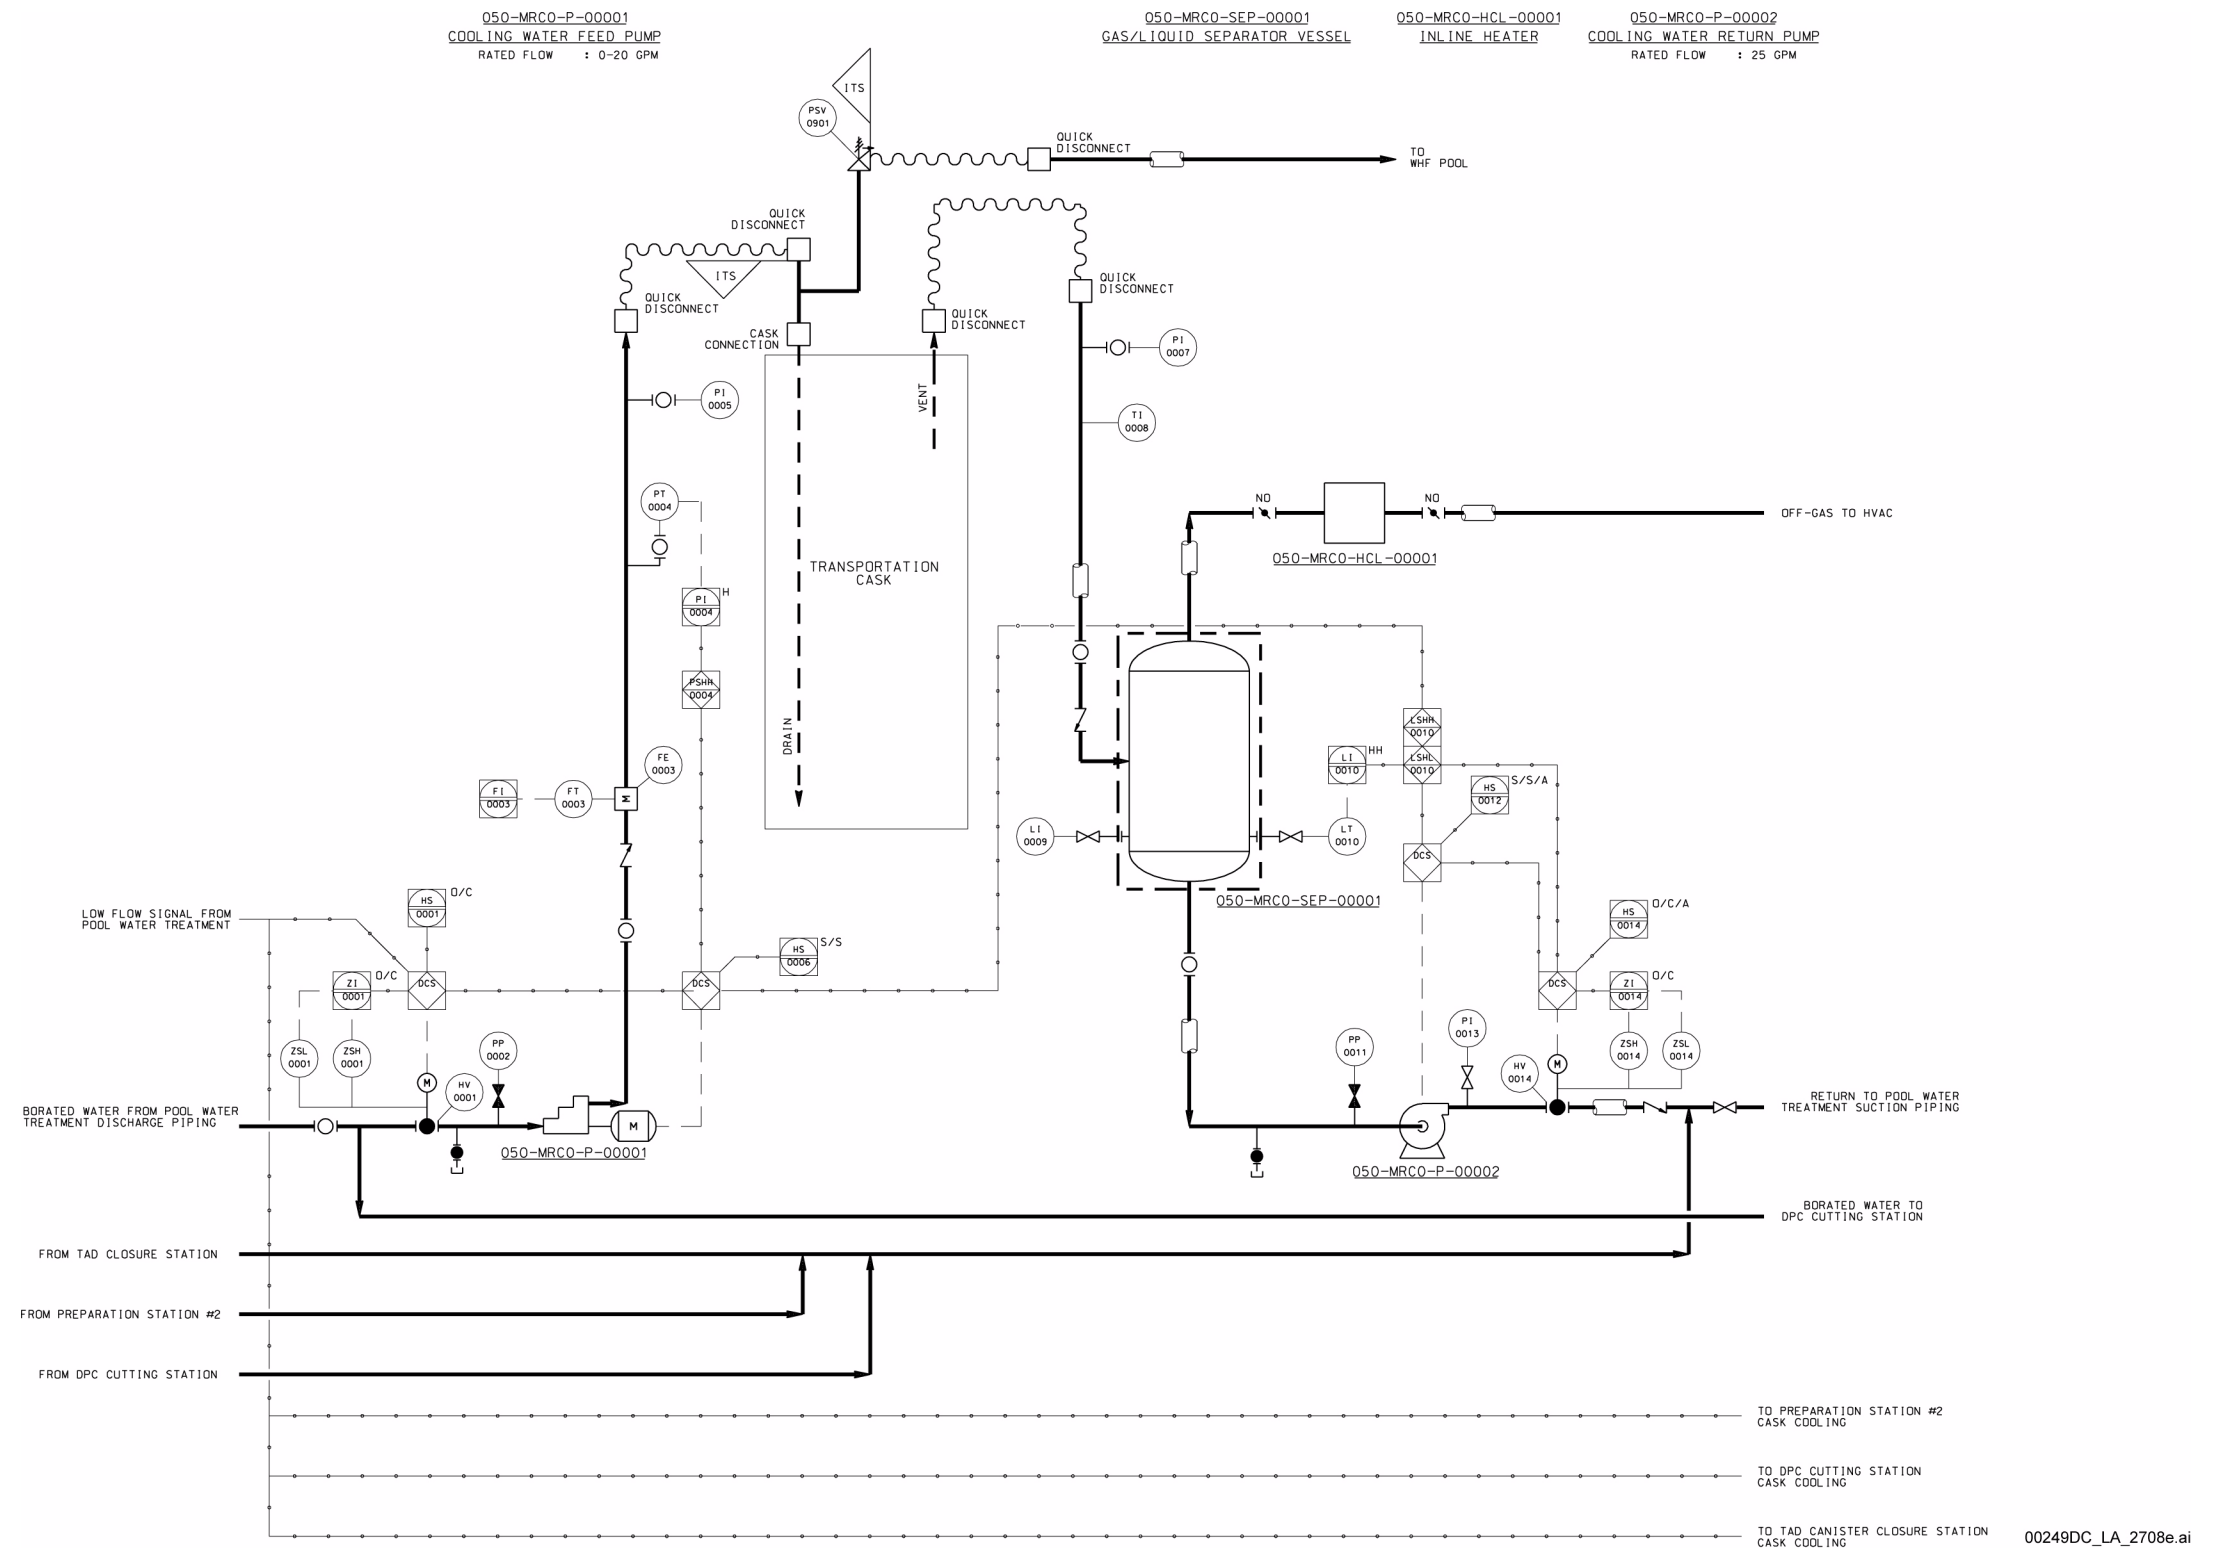 050-MRC0-P-00001
COOLING WATER FEED PUMP
RATED FLOW : 0-20 GPM
050-MRC0-SEP-00001
GAS/LIQUID SEPARATOR VESSEL
050-MRC0-HCL-00001
INLINE HEATER
050-MRC0-P-00002
COOLING WATER RETURN PUMP
RATED FLOW : 25 GPM
ITS
PSV
0901
QUICK
DISCONNECT
TO
WHF POOL
QUICK
DISCONNECT
ITS
QUICK
DISCONNECT
QUICK
DISCONNECT
CASK
CONNECTION
QUICK
DISCONNECT
PI
0007
PI
0005
VENT
TI
0008
PT
0004
NO
NO
OFF-GAS TO HVAC
050-MRC0-HCL-00001
TRANSPORTATION
CASK
PI
0004
H
PSHH
0004
DRAIN
LSHH
0010
LI
0010
HH
LSHL
0010
FE
0003
FI
0003
FT
0003
M
HS
0012
S/S/A
LI
0009
LT
0010
DCS
050-MRC0-SEP-00001
HS
0001
O/C
LOW FLOW SIGNAL FROM
POOL WATER TREATMENT
HS
0014
O/C/A
HS
0006
S/S
ZI
0001
O/C
DCS
DCS
DCS
ZI
0014
O/C
ZSL
0001
ZSH
0001
PP
0002
PP
0011
PI
0013
ZSH
0014
ZSL
0014
M
HV
0001
HV
0014
M
BORATED WATER FROM POOL WATER
TREATMENT DISCHARGE PIPING
M
050-MRC0-P-00001
RETURN TO POOL WATER
TREATMENT SUCTION PIPING
050-MRC0-P-00002
BORATED WATER TO
DPC CUTTING STATION
FROM TAD CLOSURE STATION
FROM PREPARATION STATION #2
FROM DPC CUTTING STATION
TO PREPARATION STATION #2
CASK COOLING
TO DPC CUTTING STATION
CASK COOLING
TO TAD CANISTER CLOSURE STATION
CASK COOLING
00249DC_LA_2708e.ai